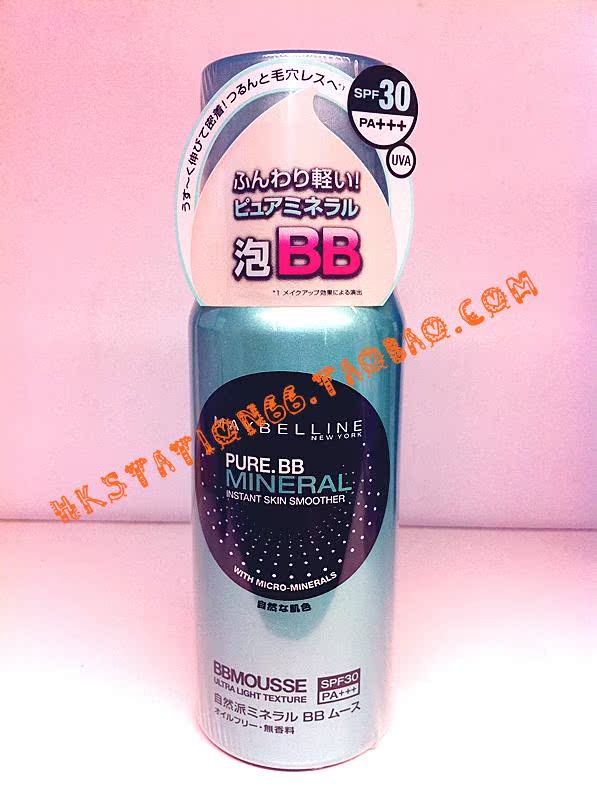 うす～く伸びて密着!つるんと毛穴レスへ*1
SPF30
PA+++
UVA
ふんわり軽い!
ピュアミネラル
泡BB
*1 メイクアップ効果による演出
HKSTATION66.TAOBAO.COM
MAYBELLINE
NEW YORK
PURE.BB
MINERAL
INSTANT SKIN SMOOTHER
WITH MICRO-MINERALS
自然な肌色
BBMOUSSE
ULTRA LIGHT TEXTURE
SPF30
PA+++
自然派ミネラル BB ムース
オイルフリー・無香料